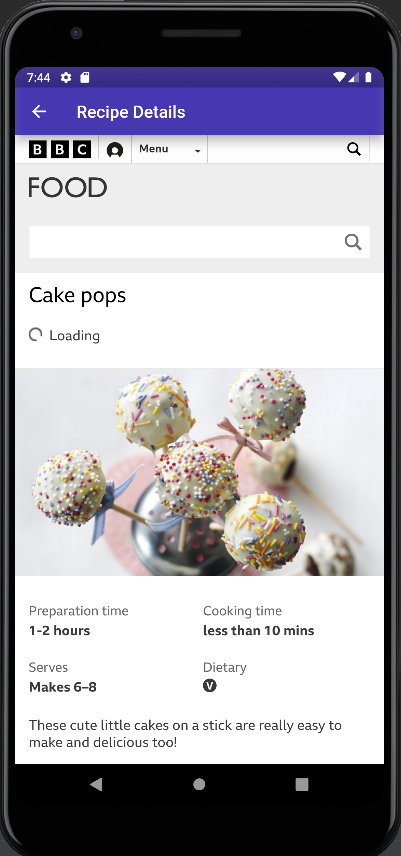 7:44
Recipe Details
BBC
Menu
FOOD
Cake pops
Loading
Preparation time
Cooking time
1-2 hours
less than 10 mins
Serves
Dietary
Makes 6–8
V
These cute little cakes on a stick are really easy to
make and delicious too!